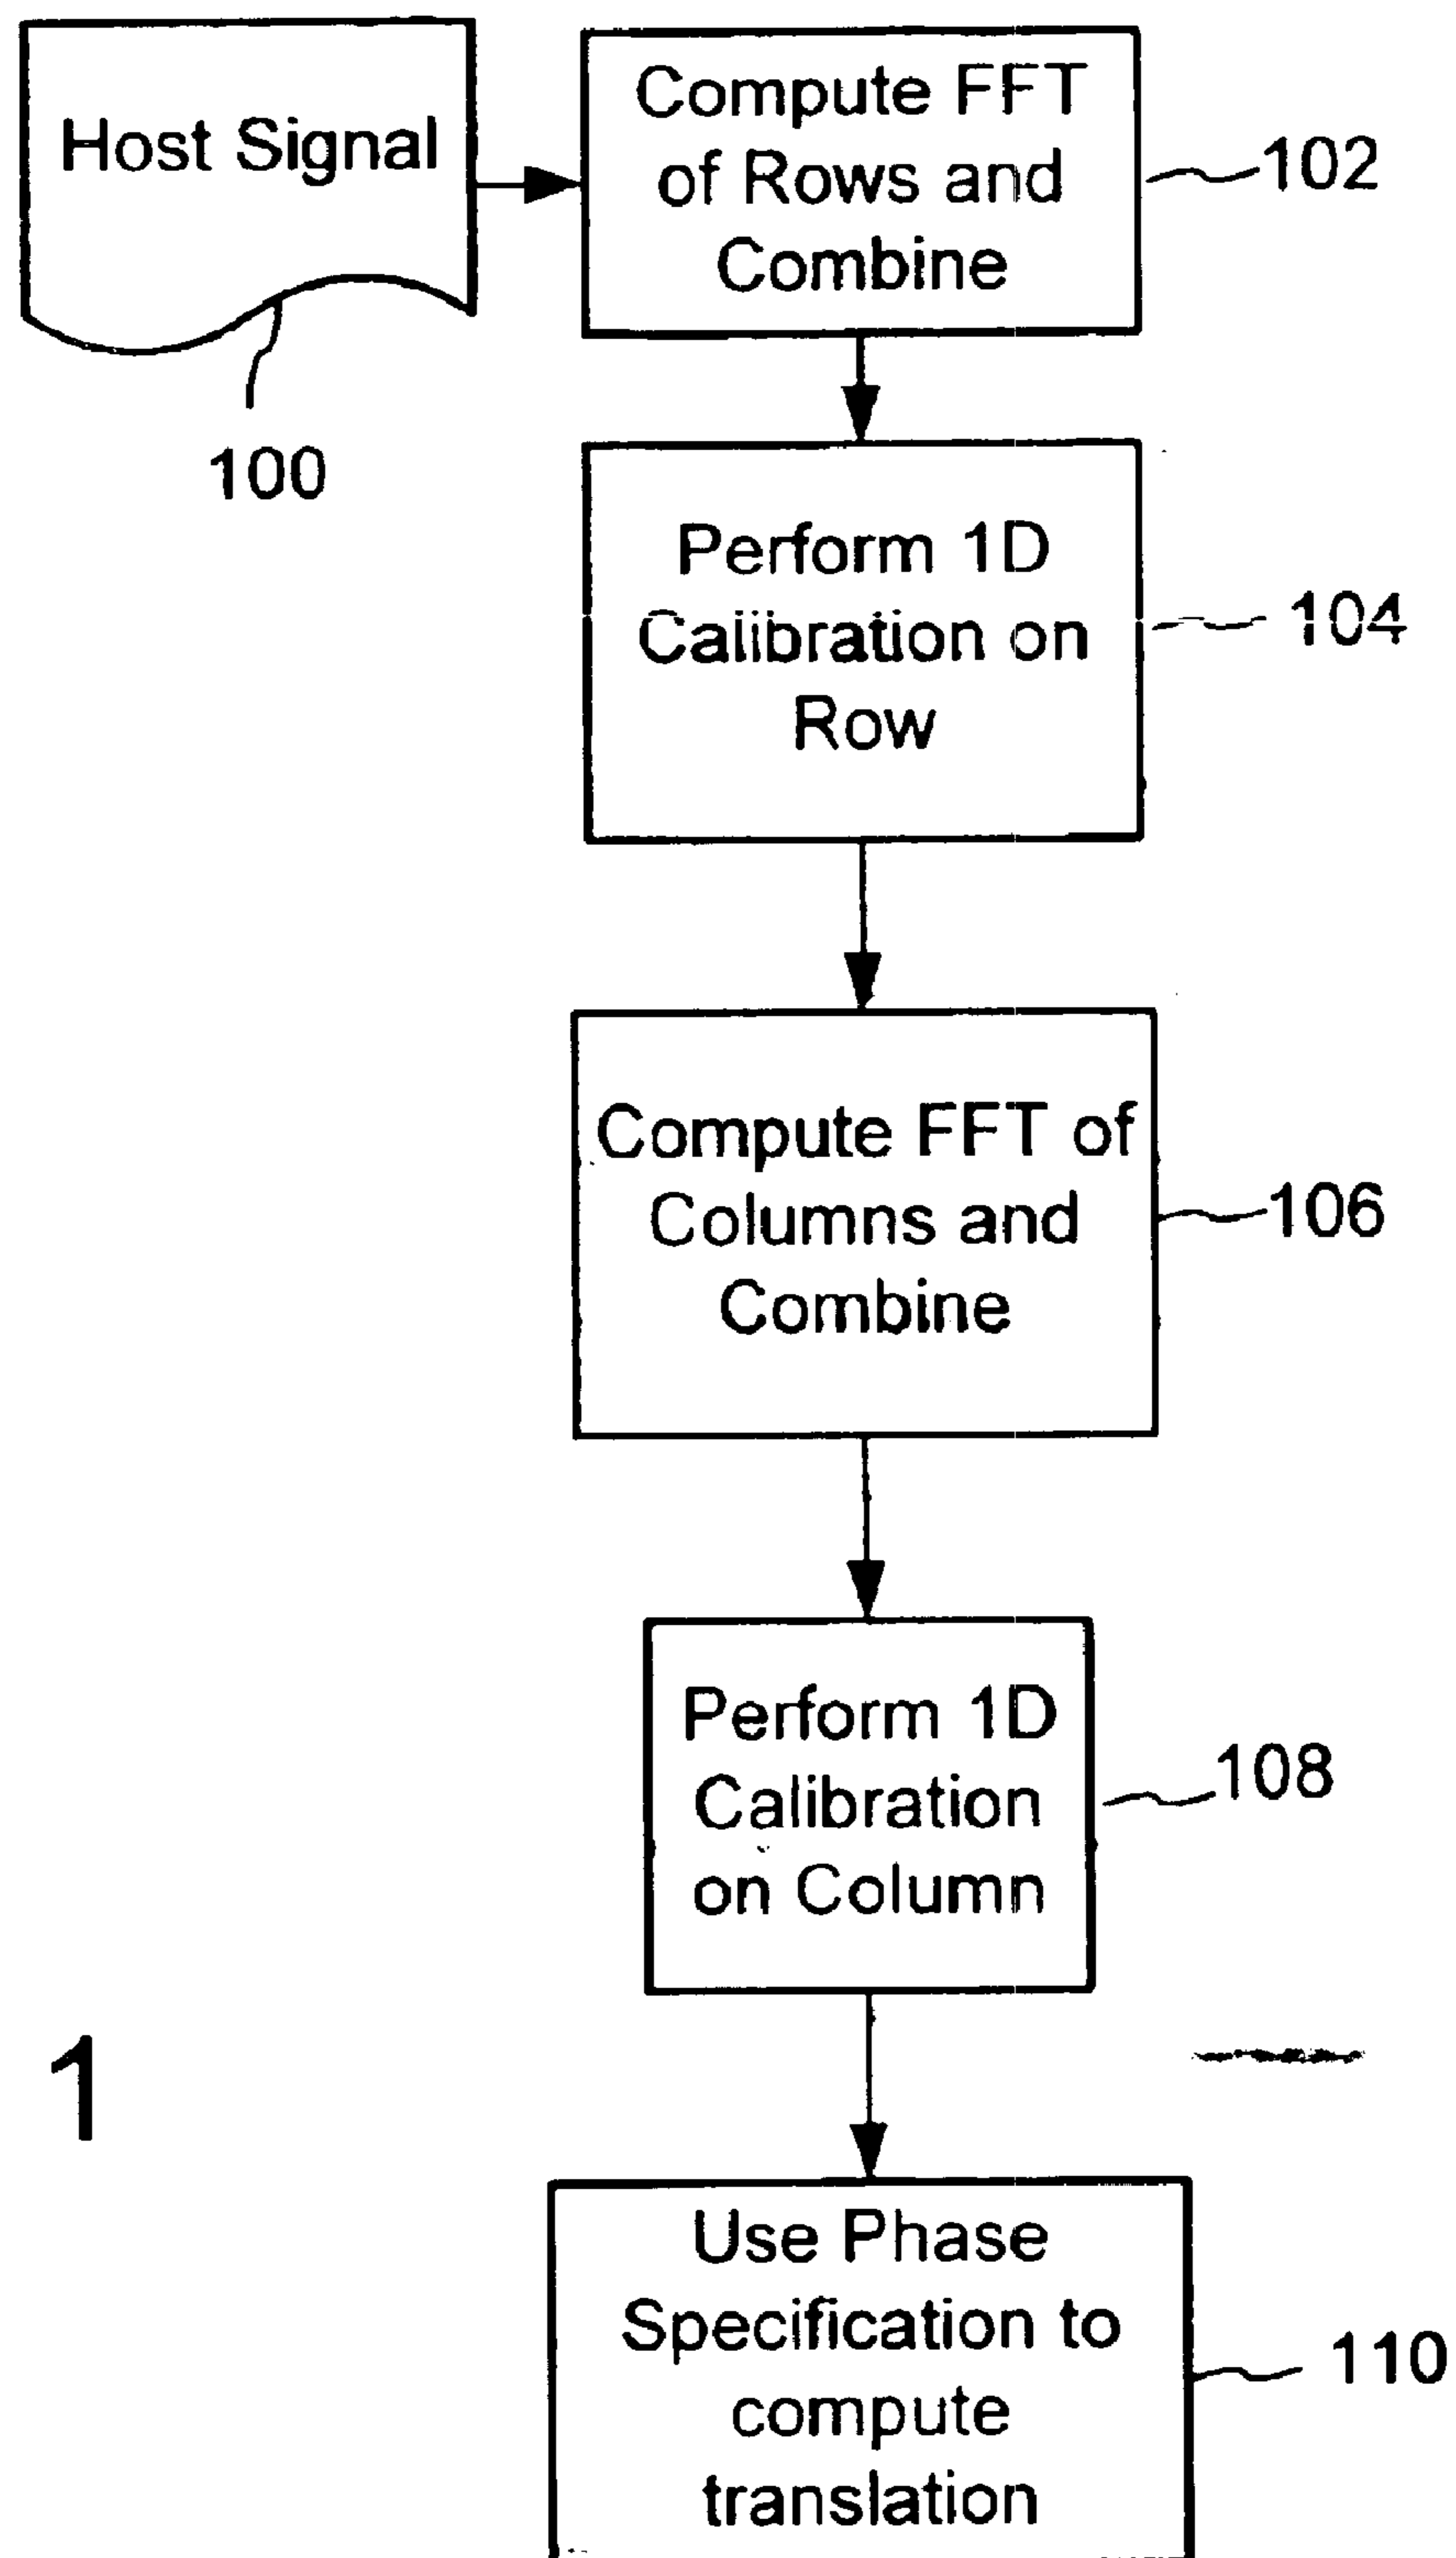 Host Signal
100
Compute FFT
of Rows and
Combine
102
Perform 1D
Calibration on
Row
104
Compute FFT of
Columns and
Combine
106
Perform 1D
Calibration
on Column
108
1
Use Phase
Specification to
compute
translation
110